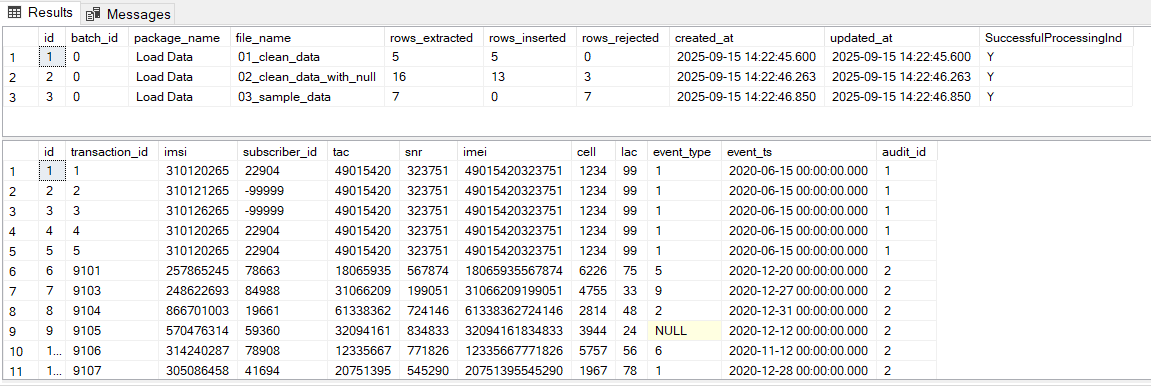 Results Messages
id batch_id package_name file_name rows_extracted rows_inserted rows_rejected created_at updated_at SuccessfulProcessingInd
1 1 0 Load Data 01_clean_data 5 5 0 2025-09-15 14:22:45.600 2025-09-15 14:22:45.600 Y
2 2 0 Load Data 02_clean_data_with_null 16 13 3 2025-09-15 14:22:46.263 2025-09-15 14:22:46.263 Y
3 3 0 Load Data 03_sample_data 7 0 7 2025-09-15 14:22:46.850 2025-09-15 14:22:46.850 Y
id transaction_id imsi subscriber_id tac snr imei cell lac event_type event_ts audit_id
1 1 1 310120265 22904 49015420 323751 49015420323751 1234 99 1 2020-06-15 00:00:00.000 1
2 2 2 310121265 -99999 49015420 323751 49015420323751 1234 99 1 2020-06-15 00:00:00.000 1
3 3 3 310126265 -99999 49015420 323751 49015420323751 1234 99 1 2020-06-15 00:00:00.000 1
4 4 4 310120265 22904 49015420 323751 49015420323751 1234 99 1 2020-06-15 00:00:00.000 1
5 5 5 310120265 22904 49015420 323751 49015420323751 1234 99 1 2020-06-15 00:00:00.000 1
6 6 9101 257865245 78663 18065935 567874 18065935567874 6226 75 5 2020-12-20 00:00:00.000 2
7 7 9103 248622693 84988 31066209 199051 31066209199051 4755 33 9 2020-12-27 00:00:00.000 2
8 8 9104 866701003 19661 61338362 724146 61338362724146 2814 48 2 2020-12-31 00:00:00.000 2
9 9 9105 570476314 59360 32094161 834833 32094161834833 3944 24 NULL 2020-12-12 00:00:00.000 2
10 1... 9106 314240287 78908 12335667 771826 12335667771826 5757 56 6 2020-11-12 00:00:00.000 2
11 1... 9107 305086458 41694 20751395 545290 20751395545290 1967 78 1 2020-12-28 00:00:00.000 2